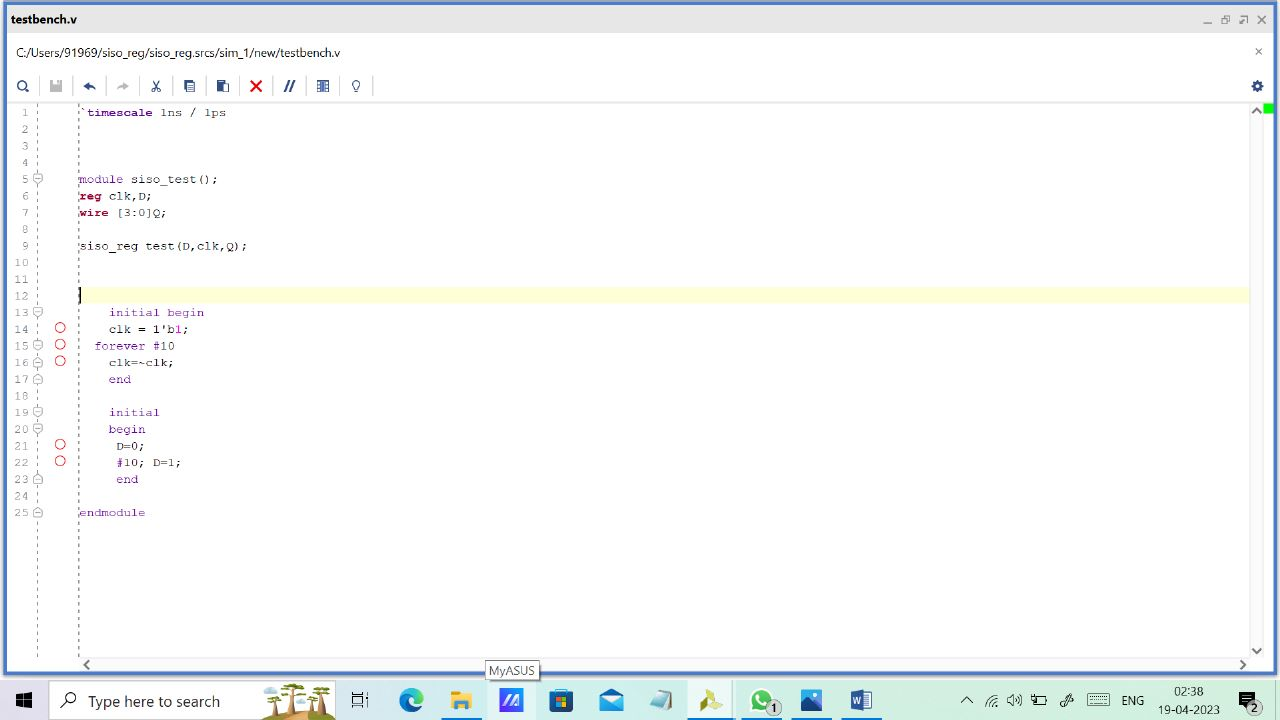 testbench.v
C:/Users/91969/siso_reg/siso_reg.srcs/sim_1/new/testbench.v
1 `timescale 1ns / 1ps
2
3
4
5 module siso_test();
6 reg clk,D;
7 wire [3:0]Q;
8
9 siso_reg test(D,clk,Q);
10
11
12
13 initial begin
14 clk = 1'b1;
15 forever #10
16 clk=~clk;
17 end
18
19 initial
20 begin
21 D=0;
22 #10; D=1;
23 end
24
25 endmodule
MyASUS
Type here to search
1
ENG
02:38
19-04-2023
2